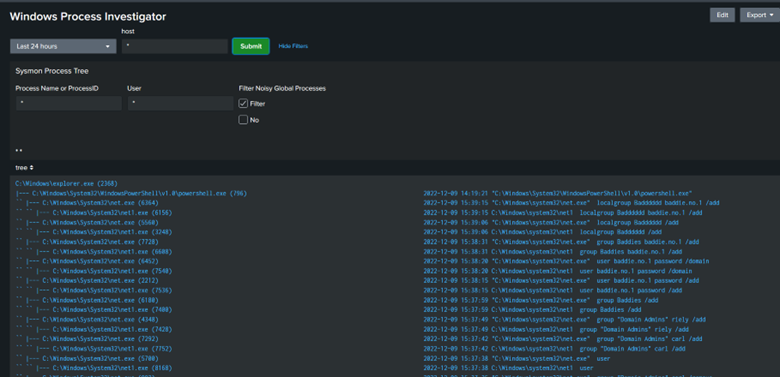 Windows Process Investigator
Edit
Export
host
Last 24 hours
*
Submit
Hide Filters
Sysmon Process Tree
Process Name or ProcessID
User
Filter Noisy Global Processes
*
*
Filter
No
**
tree
C:\Windows\explorer.exe (2368)
|--- C:\Windows\System32\WindowsPowerShell\v1.0\powershell.exe (796) 2022-12-09 14:19:21 "C:\Windows\System32\WindowsPowerShell\v1.0\powershell.exe"
`` |--- C:\Windows\System32\net.exe (6364) 2022-12-09 15:39:15 "C:\Windows\system32\net.exe" localgroup Baddddddd baddie.no.1 /add
`` `` |--- C:\Windows\System32\net1.exe (6156) 2022-12-09 15:39:15 C:\Windows\system32\net1 localgroup Baddddddd baddie.no.1 /add
`` |--- C:\Windows\System32\net.exe (5560) 2022-12-09 15:39:06 "C:\Windows\system32\net.exe" localgroup Baddddddd /add
`` `` |--- C:\Windows\System32\net1.exe (3248) 2022-12-09 15:39:06 C:\Windows\system32\net1 localgroup Baddddddd /add
`` |--- C:\Windows\System32\net.exe (7728) 2022-12-09 15:38:31 "C:\Windows\system32\net.exe" group Baddies baddie.no.1 /add
`` `` |--- C:\Windows\System32\net1.exe (6608) 2022-12-09 15:38:31 C:\Windows\system32\net1 group Baddies baddie.no.1 /add
`` |--- C:\Windows\System32\net.exe (6452) 2022-12-09 15:38:20 "C:\Windows\system32\net.exe" user baddie.no.1 password /domain
`` `` |--- C:\Windows\System32\net1.exe (7540) 2022-12-09 15:38:20 C:\Windows\system32\net1 user baddie.no.1 password /domain
`` |--- C:\Windows\System32\net.exe (2212) 2022-12-09 15:38:15 "C:\Windows\system32\net.exe" user baddie.no.1 password /add
`` `` |--- C:\Windows\System32\net1.exe (7536) 2022-12-09 15:38:15 C:\Windows\system32\net1 user baddie.no.1 password /add
`` |--- C:\Windows\System32\net.exe (6180) 2022-12-09 15:37:59 "C:\Windows\system32\net.exe" group Baddies /add
`` `` |--- C:\Windows\System32\net1.exe (7400) 2022-12-09 15:37:59 C:\Windows\system32\net1 group Baddies /add
`` |--- C:\Windows\System32\net.exe (4348) 2022-12-09 15:37:49 "C:\Windows\system32\net.exe" group "Domain Admins" riely /add
`` `` |--- C:\Windows\System32\net1.exe (7428) 2022-12-09 15:37:49 C:\Windows\system32\net1 group "Domain Admins" riely /add
`` |--- C:\Windows\System32\net.exe (7292) 2022-12-09 15:37:42 "C:\Windows\system32\net.exe" group "Domain Admins" carl /add
`` `` |--- C:\Windows\System32\net1.exe (7752) 2022-12-09 15:37:42 C:\Windows\system32\net1 group "Domain Admins" carl /add
`` |--- C:\Windows\System32\net.exe (5700) 2022-12-09 15:37:38 "C:\Windows\system32\net.exe" user
`` `` |--- C:\Windows\System32\net1.exe (8168) 2022-12-09 15:37:38 C:\Windows\system32\net1 user